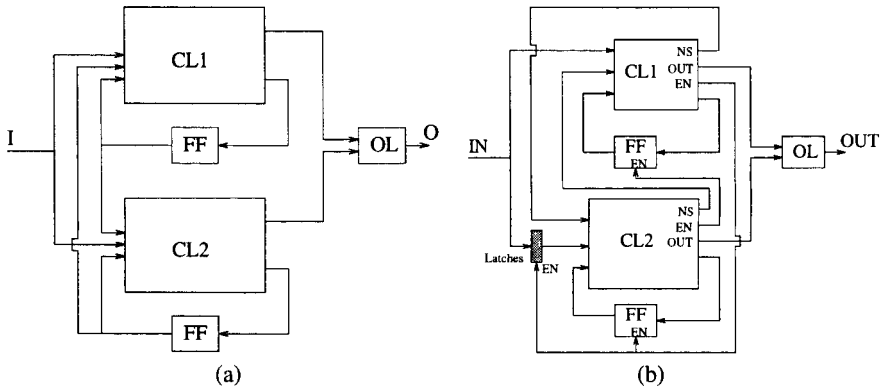 CL1
FF
I
OL
O
CL2
FF
(a)
NS
CL1
OUT
EN
FF
EN
IN
OL
OUT
NS
EN
CL2
OUT
Latches
EN
FF
EN
(b)